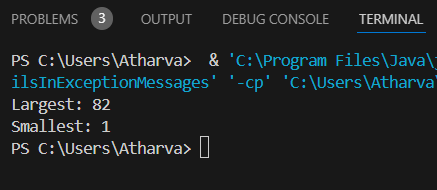 PROBLEMS 3 OUTPUT DEBUG CONSOLE TERMINAL
PS C:\Users\Atharva>  & 'C:\Program Files\Java\
ilsInExceptionMessages' '-cp' 'C:\Users\Atharva\
Largest: 82
Smallest: 1
PS C:\Users\Atharva>